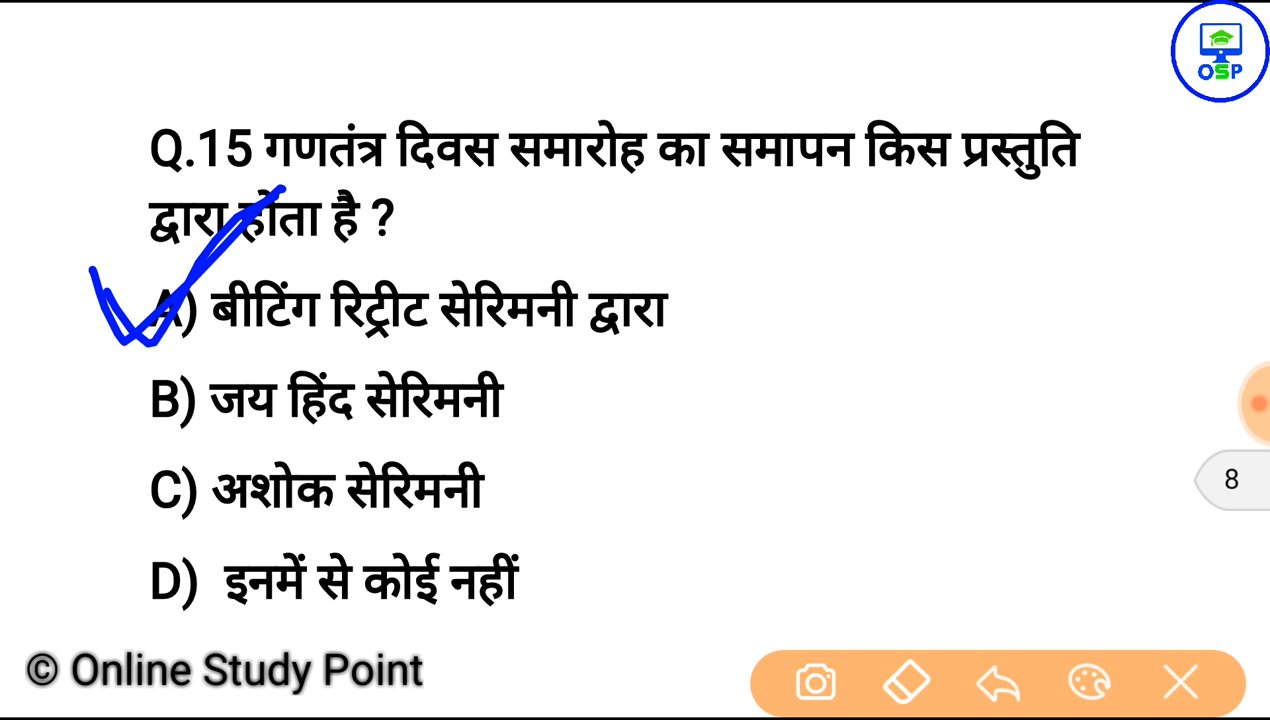 OSP
Q.15 गणतंत्र दिवस समारोह का समापन किस प्रस्तुति
द्वारा होता है ?
A) बीटिंग रिट्रीट सेरिमनी द्वारा
B) जय हिंद सेरिमनी
C) अशोक सेरिमनी
8
D) इनमें से कोई नहीं
© Online Study Point